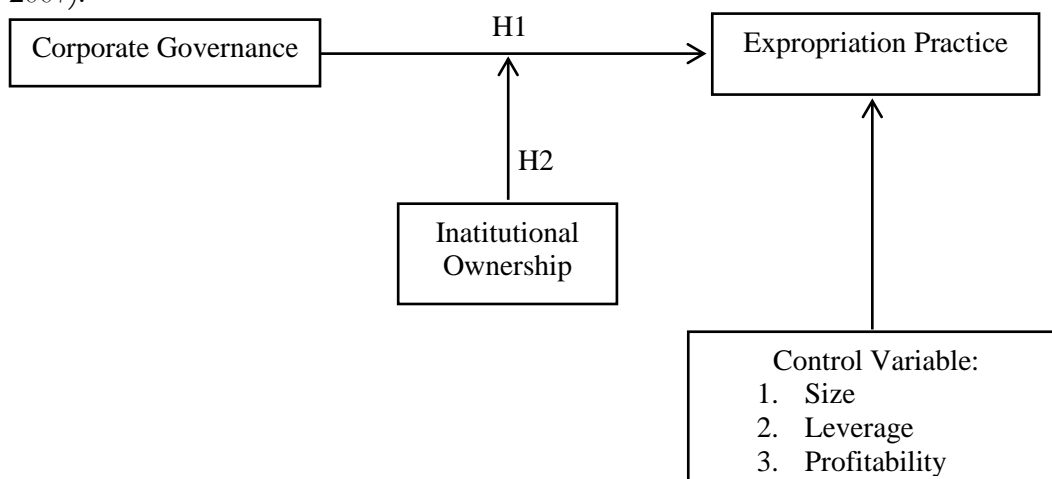 H1
Corporate Governance
Expropriation Practice
H2
Inatitutional
Ownership
Control Variable:
1. Size
2. Leverage
3. Profitability